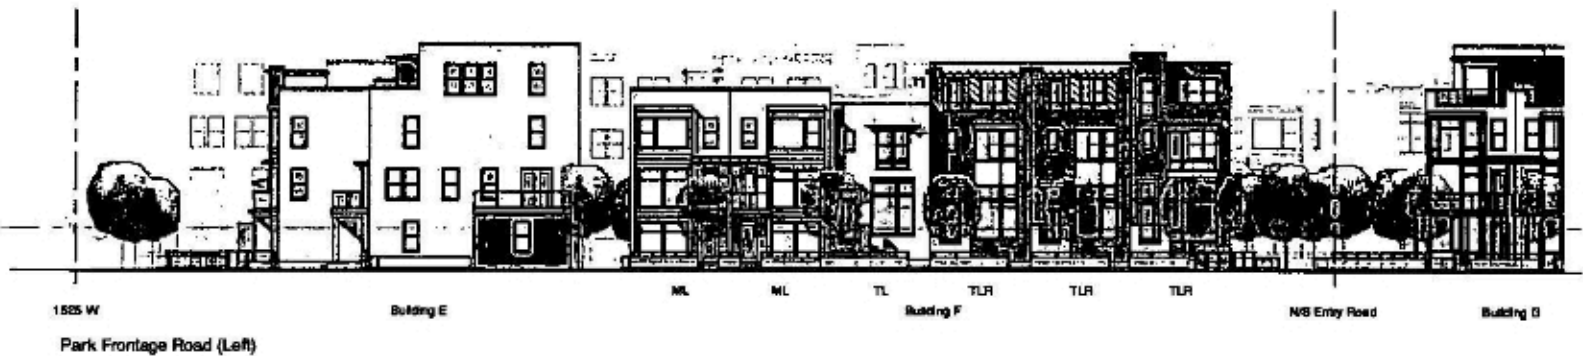 ML ML TL TLR TLR TLR
1525 W Building E Building F N/S Entry Road Building G
Park Frontage Road (Left)